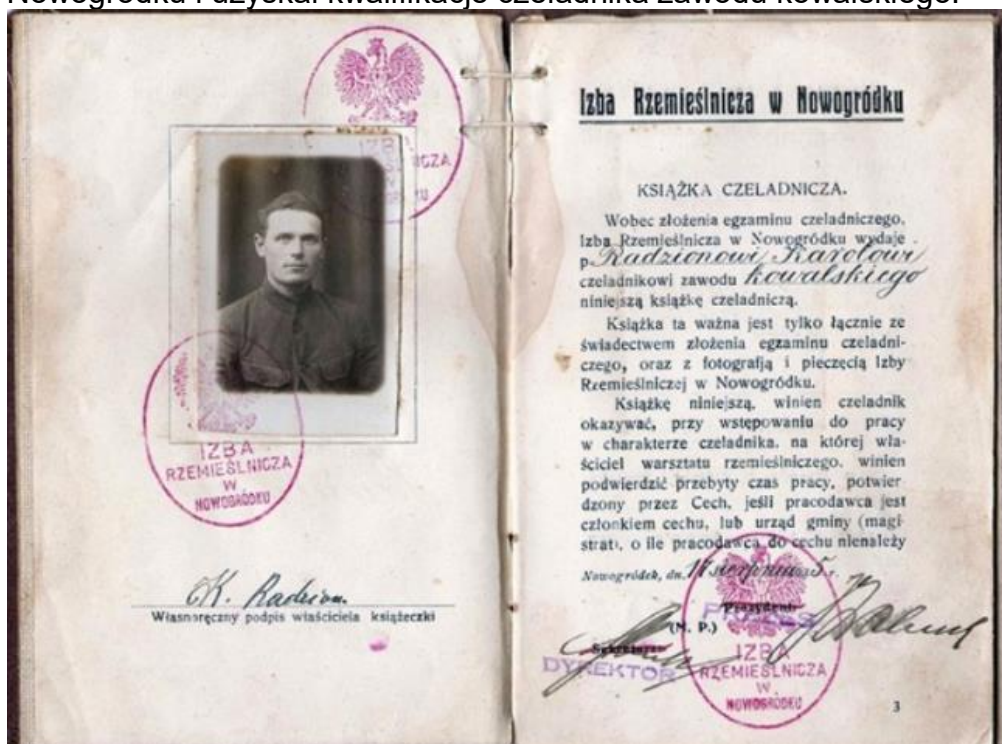 Nowogródku i uzyskał kwalifikacje czeladnika zawodu kowalskiego.
IZBA
RZEMIEŚLNICZA
W
NOWOGRÓDKU
K. Radzion.
Własnoręczny podpis właściciela książeczki
Izba Rzemieślnicza w Nowogródku
KSIĄŻKA CZELADNICZA.
Wobec złożenia egzaminu czeladniczego,
Izba Rzemieślnicza w Nowogródku wydaje
p. Radzionowi Karolowi
czeladnikowi zawodu kowalskiego
niniejszą książkę czeladniczą.
Książka ta ważna jest tylko łącznie ze
świadectwem złożenia egzaminu czeladni-
czego, oraz z fotografją i pieczęcią Izby
Rzemieślniczej w Nowogródku.
Książkę niniejszą, winien czeladnik
okazywać, przy wstępowaniu do pracy
w charakterze czeladnika, na której wła-
ściciel warsztatu rzemieślniczego, winien
podwierdzić przebyty czas pracy, potwier-
dzony przez Cech, jeśli pracodawca jest
członkiem cechu, lub urząd gminy (magi-
strat), o ile pracodawca do cechu nienależy
Nowogródek, dn. sierpnia 5 r.
Prezydent
PREZES
(N. P.)
Sekretarz
DYREKTOR
IZBA
RZEMIEŚLNICZA
W
NOWOGRÓDKU
3